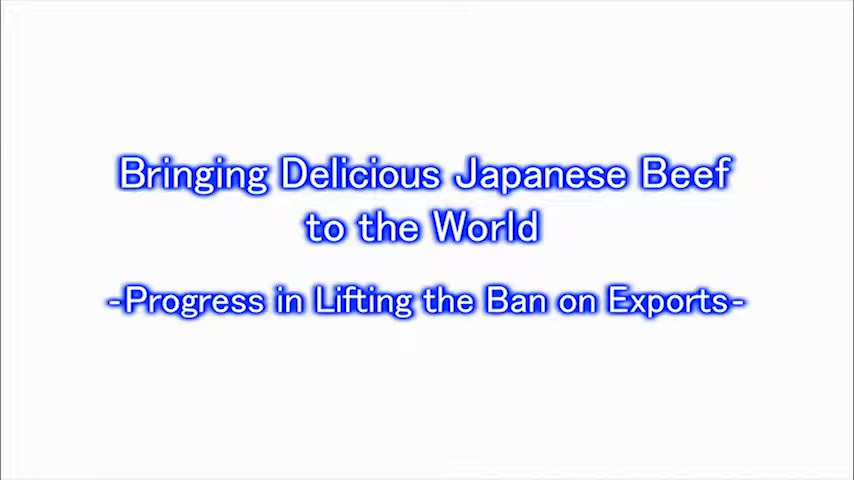 Bringing Delicious Japanese Beef
to the World
-Progress in Lifting the Ban on Exports-